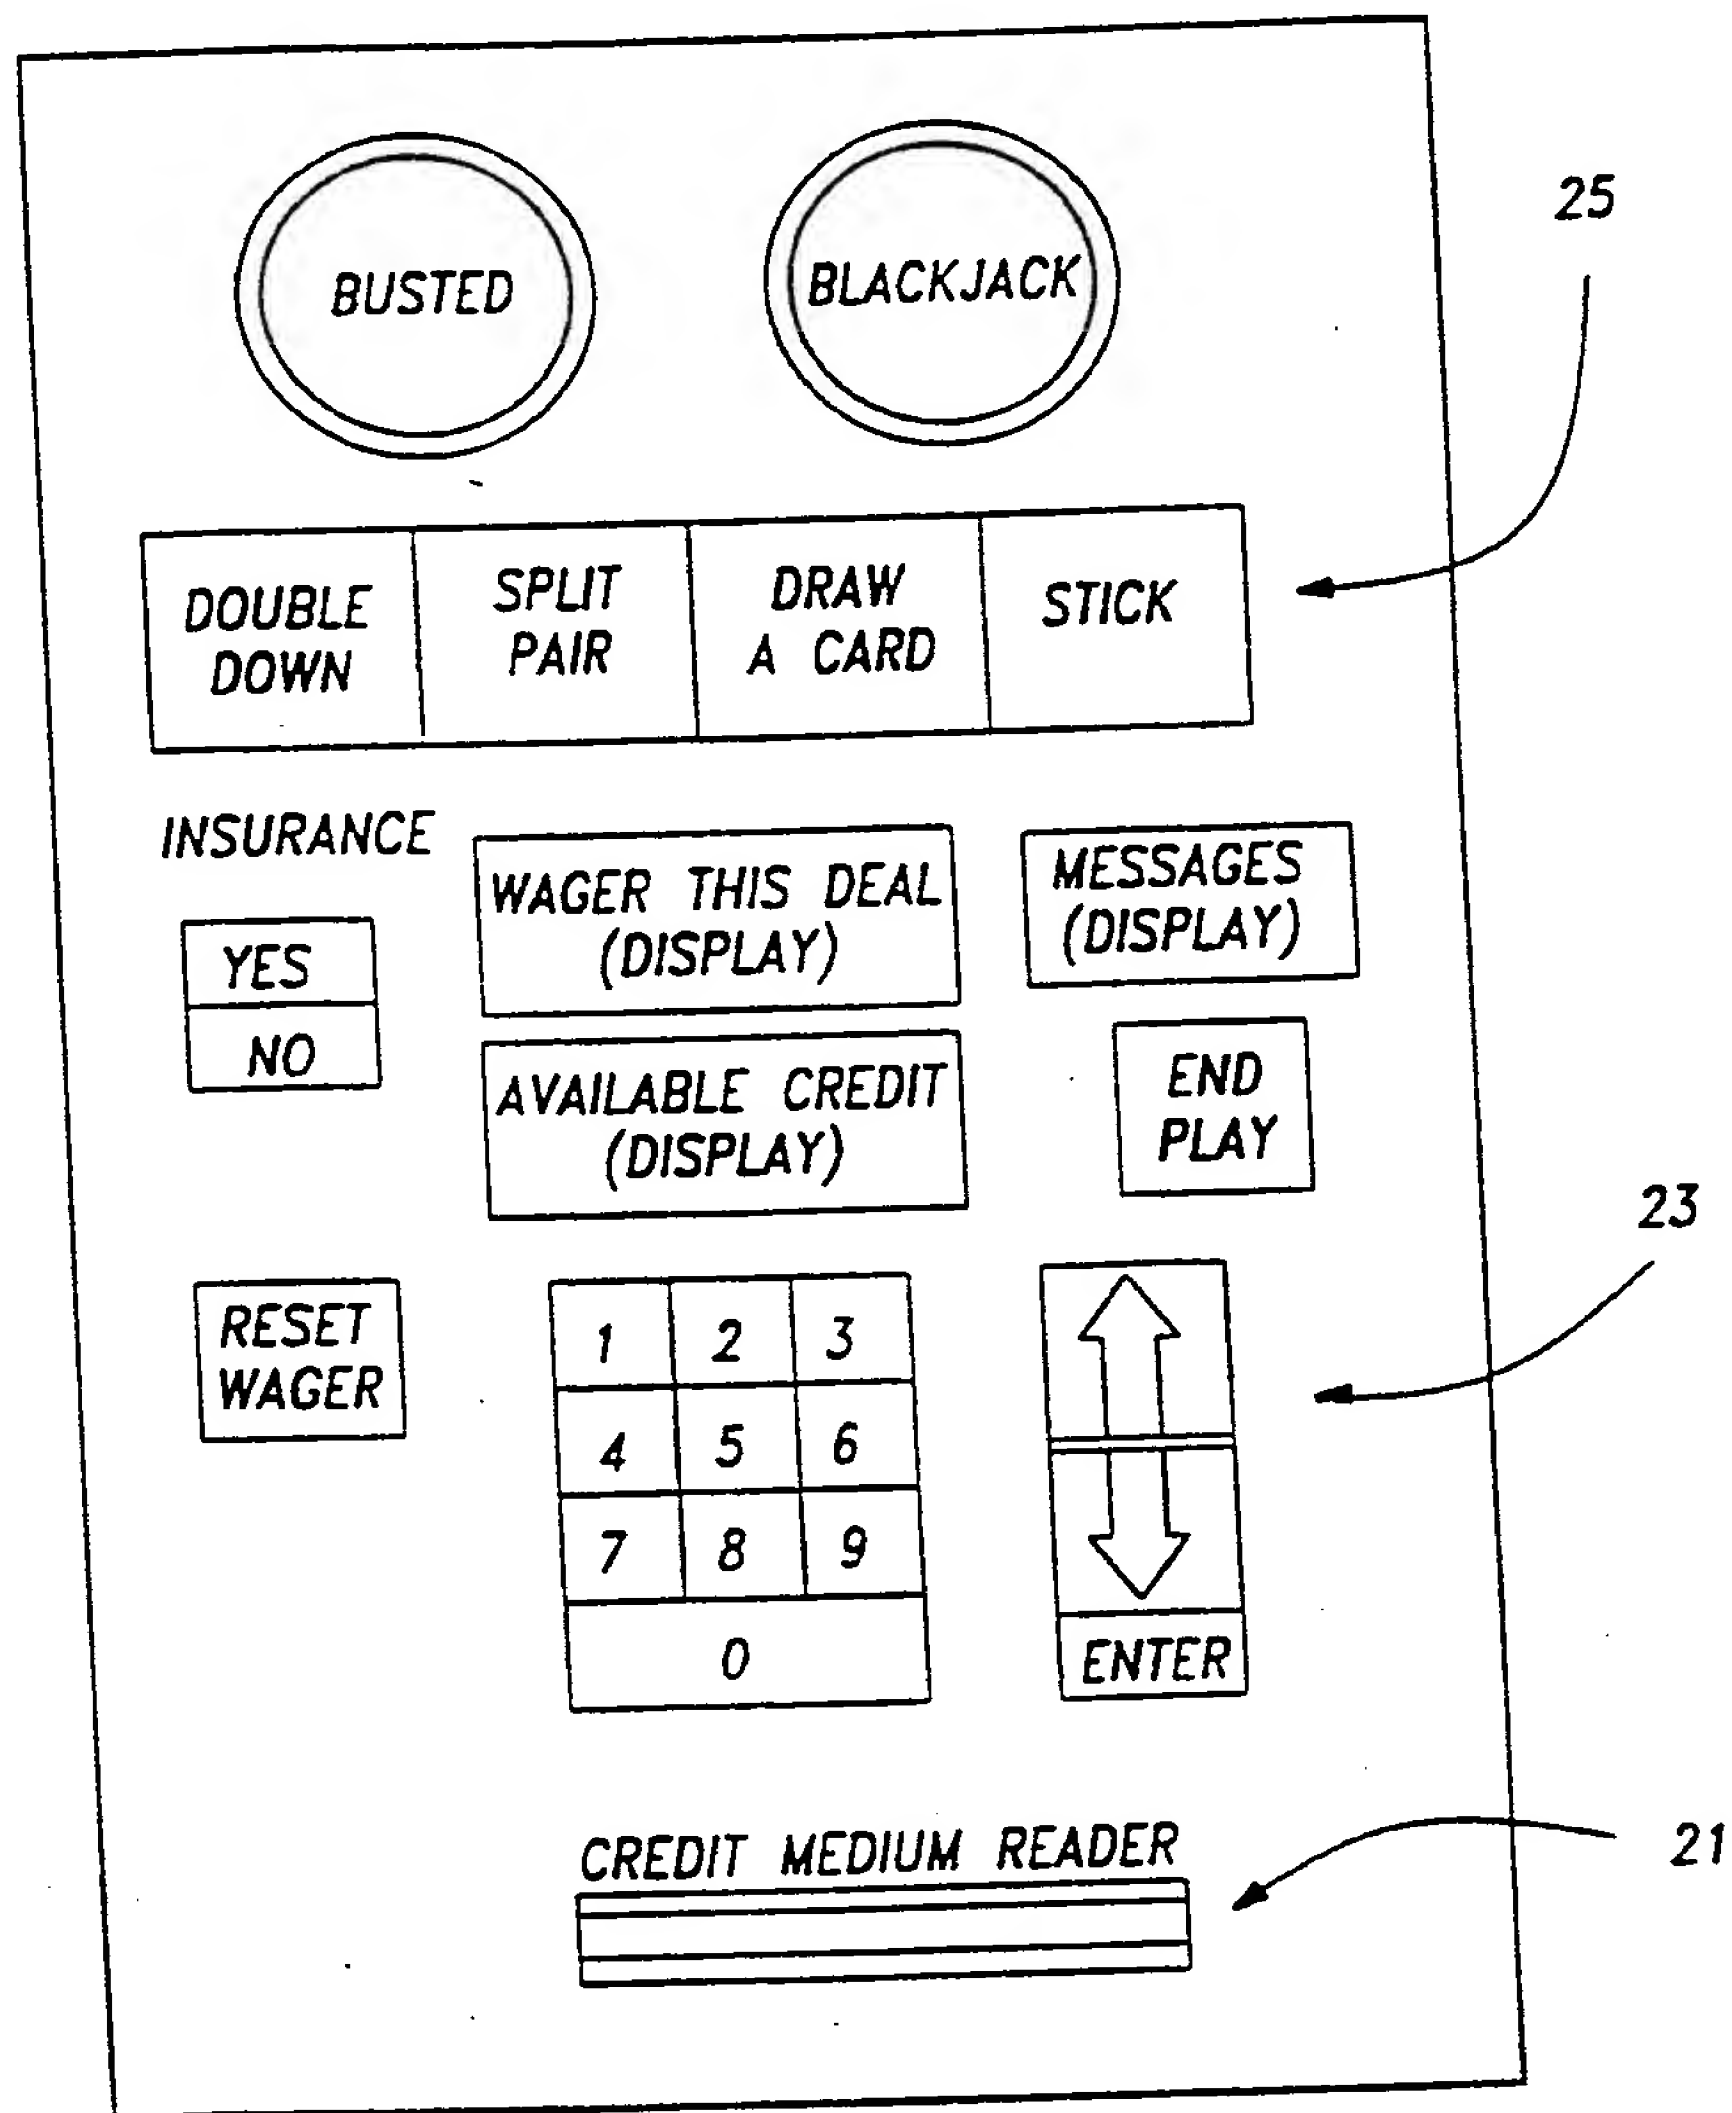 BUSTED
BLACKJACK
25
DOUBLE
DOWN
SPLIT
PAIR
DRAW
A CARD
STICK
INSURANCE
YES
NO
WAGER THIS DEAL
(DISPLAY)
MESSAGES
(DISPLAY)
AVAILABLE CREDIT
(DISPLAY)
END
PLAY
23
RESET
WAGER
1 2 3
4 5 6
7 8 9
0
ENTER
CREDIT MEDIUM READER
21